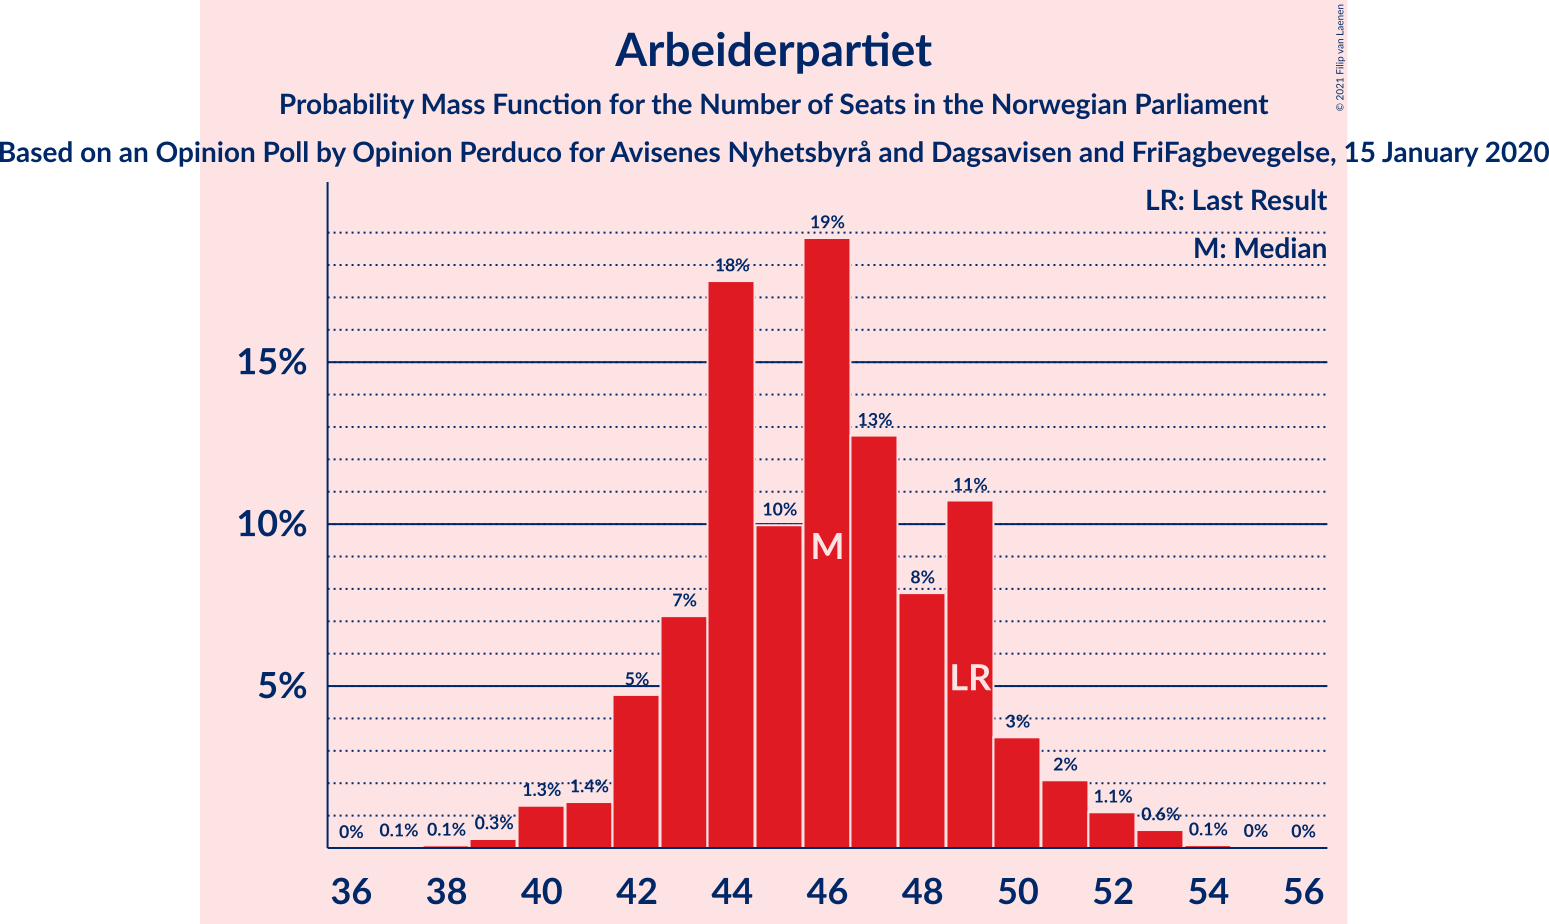 © 2021 Filip van Laenen
Arbeiderpartiet
Probability Mass Function for the Number of Seats in the Norwegian Parliament
Based on an Opinion Poll by Opinion Perduco for Avisenes Nyhetsbyrå and Dagsavisen and FriFagbevegelse, 15 January 2020
LR: Last Result
M: Median
15%
10%
5%
0% 0.1% 0.1% 0.3% 1.3% 1.4% 5% 7% 18% 10% 19% 13% 8% 11% 3% 2% 1.1% 0.6% 0.1% 0% 0%
M
LR
36 38 40 42 44 46 48 50 52 54 56